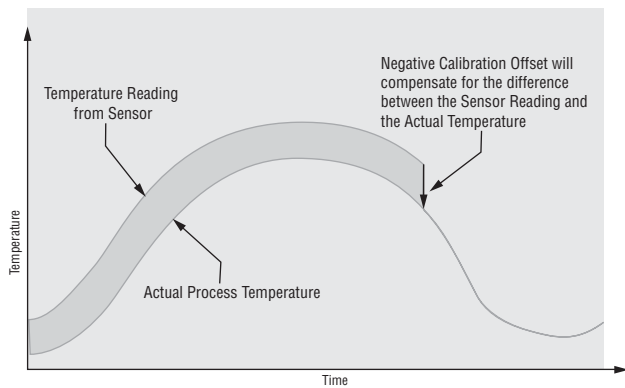 Negative Calibration Offset will
compensate for the difference
between the Sensor Reading and
the Actual Temperature
Temperature Reading
from Sensor
Temperature
Actual Process Temperature
Time